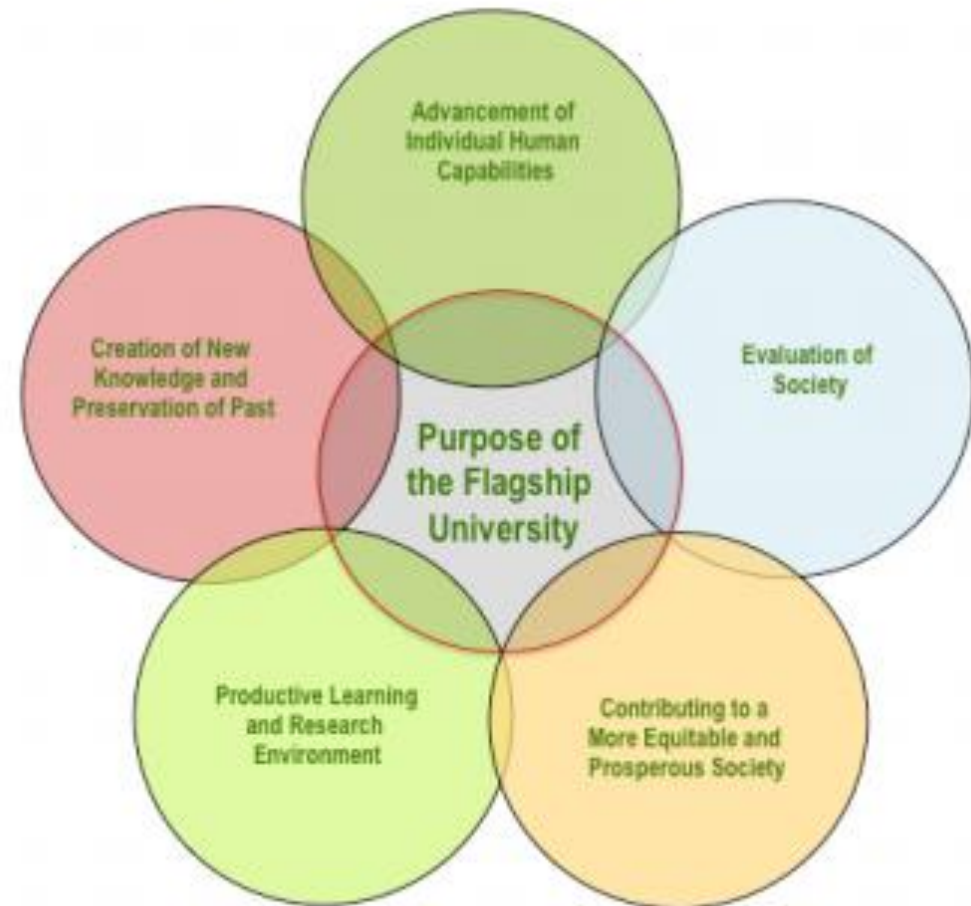 Advancement of
Individual Human
Capabilities
Creation of New
Knowledge and
Preservation of Past
Evaluation of
Society
Purpose of
the Flagship
University
Productive Learning
and Research
Environment
Contributing to a
More Equitable and
Prosperous Society